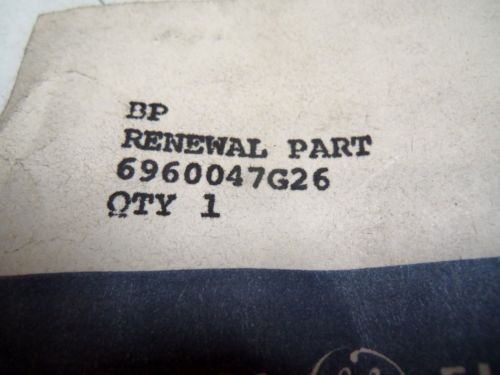 BP
RENEWAL PART
6960047G26
QTY 1